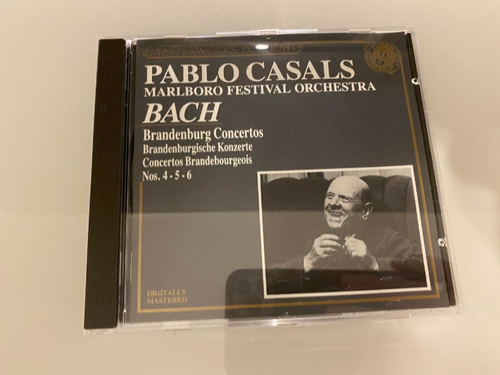 PABLO CASALS
MARLBORO FESTIVAL ORCHESTRA
BACH
Brandenburg Concertos
Brandenburgische Konzerte
Concertos Brandebourgeois
Nos. 4 - 5 - 6
DIGITALLY
MASTERED